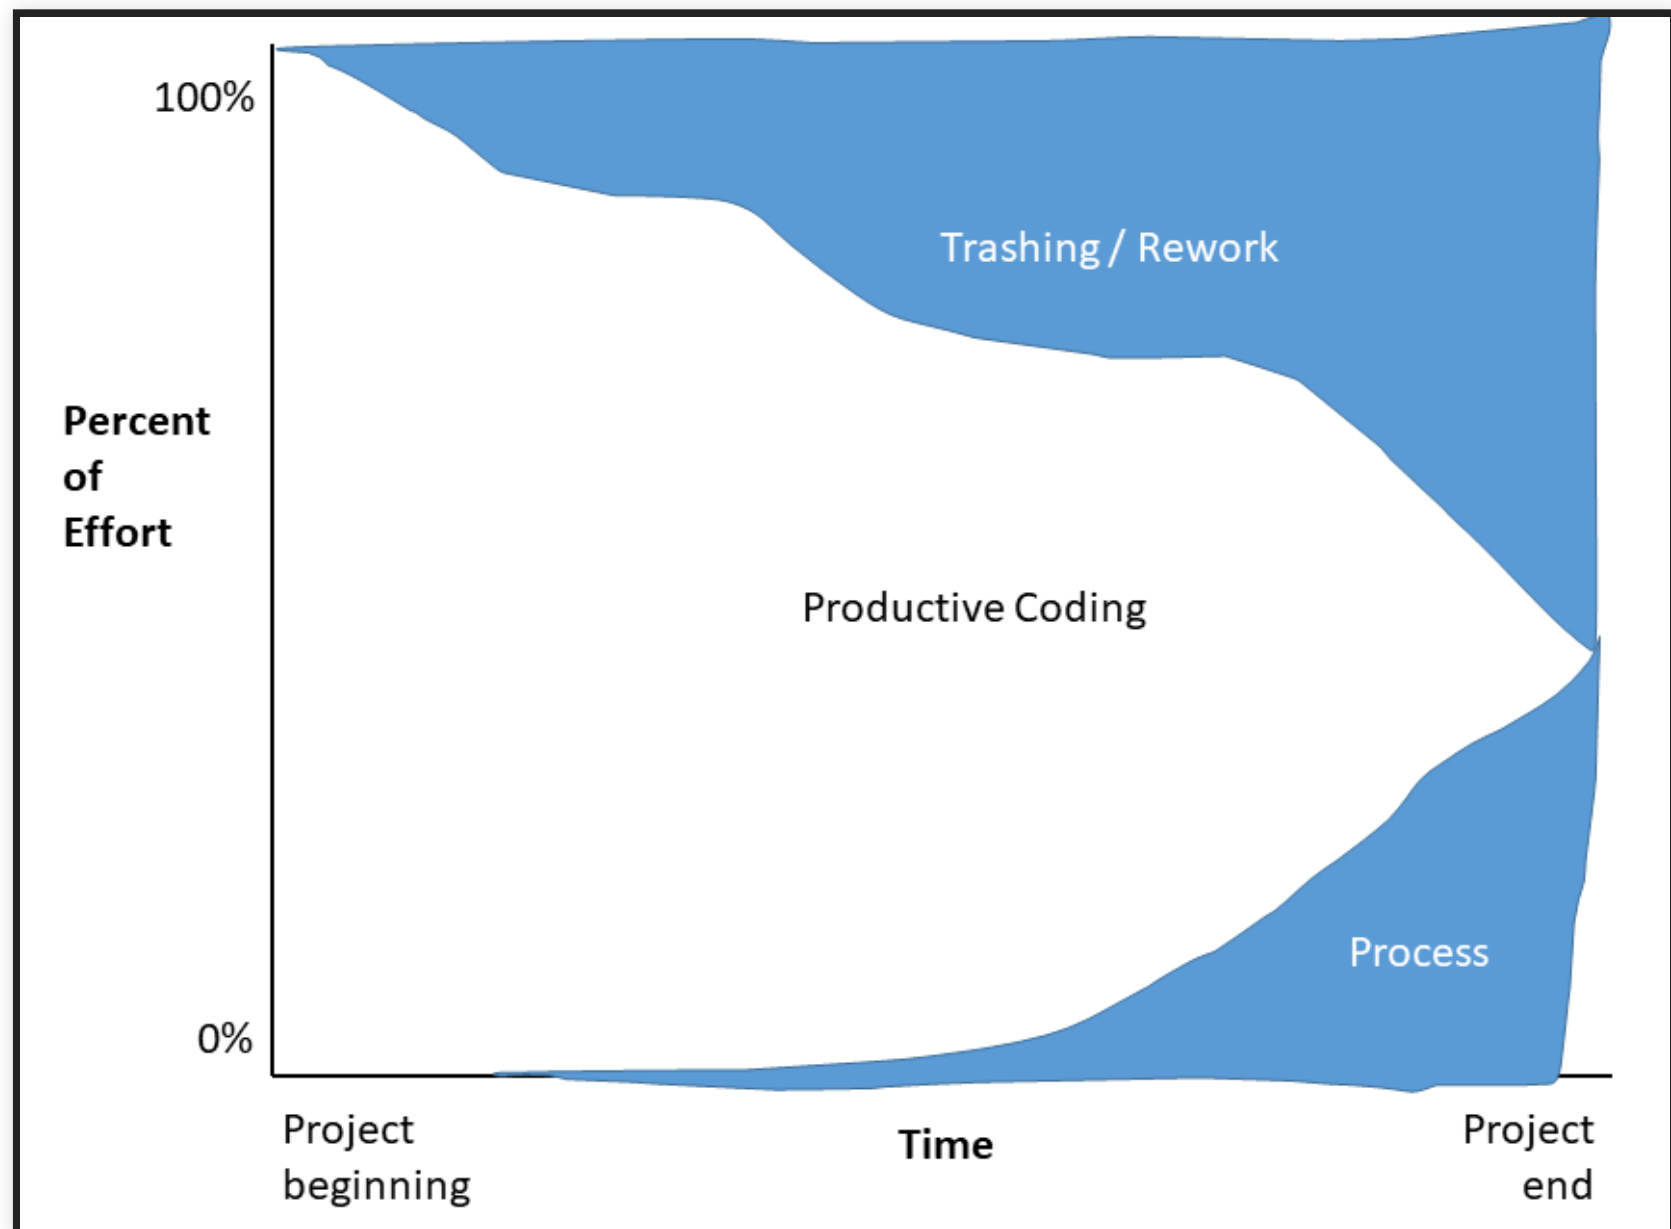 100%
Trashing / Rework
Percent
of
Effort
Productive Coding
Process
0%
Project
beginning
Time
Project
end